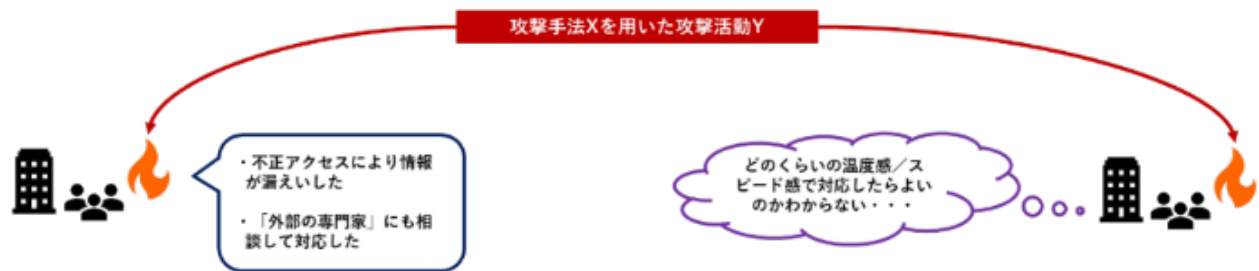 攻撃手法Xを用いた攻撃活動Y
・不正アクセスにより情報
が漏えいした
・「外部の専門家」にも相
談して対応した
どのくらいの温度感／ス
ピード感で対応したらよい
のかわからない・・・